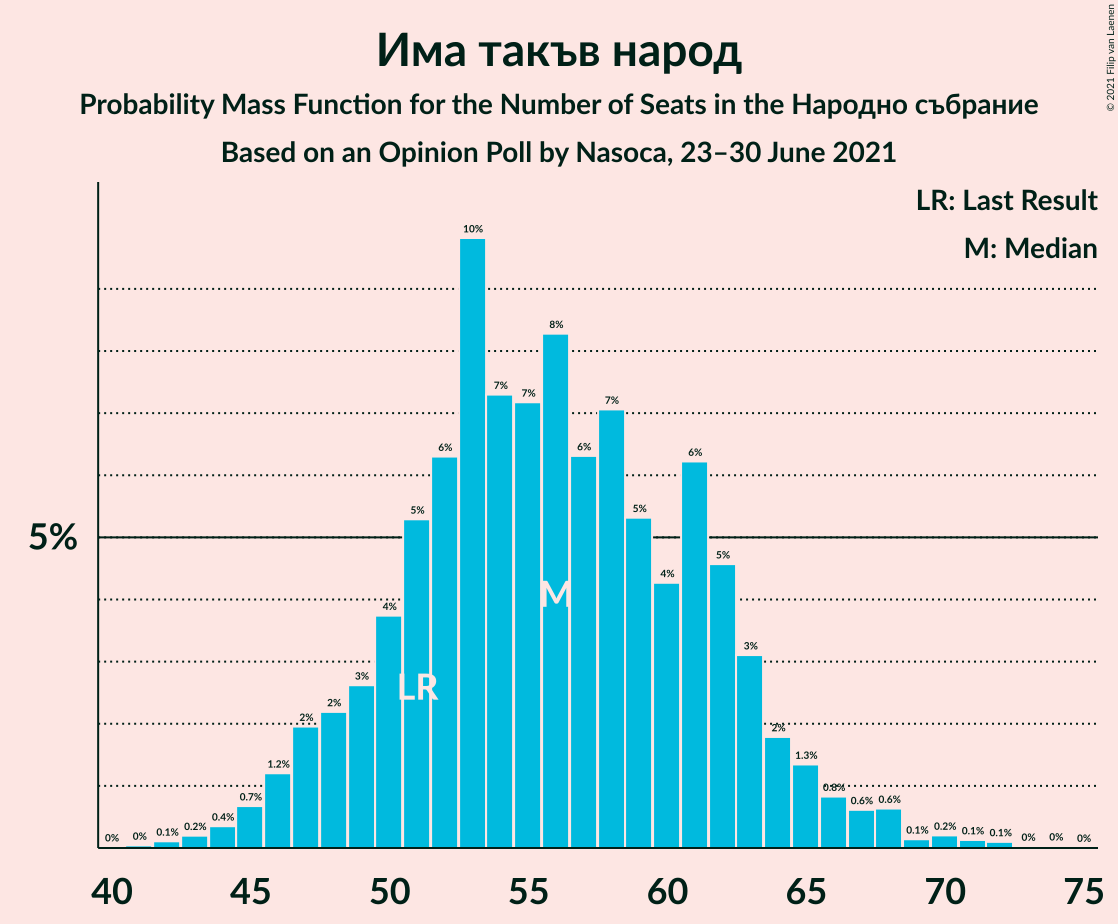 Има такъв народ
Probability Mass Function for the Number of Seats in the Народно събрание
Based on an Opinion Poll by Nasoca, 23–30 June 2021
© 2021 Filip van Laenen
LR: Last Result
M: Median
5%
0% 0% 0.1% 0.2% 0.4% 0.7% 1.2% 2% 2% 3% 4% 5% 6% 10% 7% 7% 8% 6% 7% 5% 4% 6% 5% 3% 2% 1.3% 0.8% 0.6% 0.6% 0.1% 0.2% 0.1% 0.1% 0% 0% 0%
LR
M
40 45 50 55 60 65 70 75